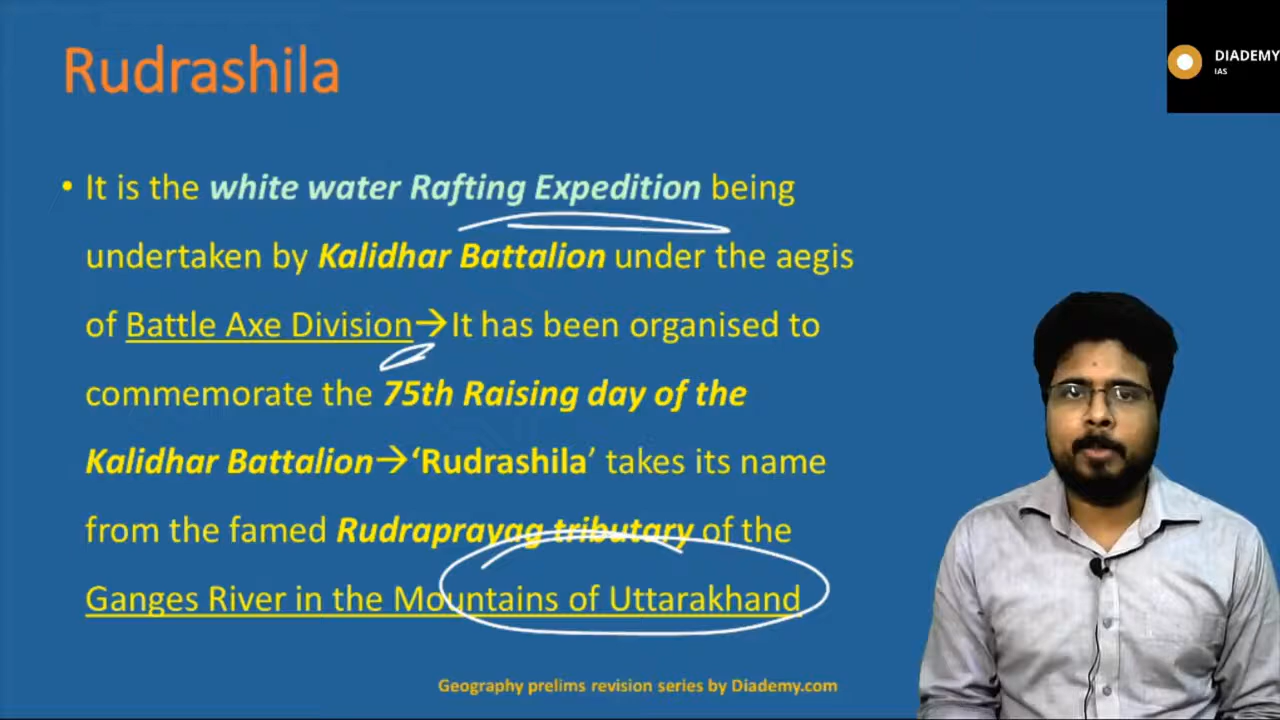 Rudrashila
DIADEMY
IAS
• It is the white water Rafting Expedition being
undertaken by Kalidhar Battalion under the aegis
of Battle Axe Division→It has been organised to
commemorate the 75th Raising day of the
Kalidhar Battalion→‘Rudrashila’ takes its name
from the famed Rudraprayag tributary of the
Ganges River in the Mountains of Uttarakhand
Geography prelims revision series by Diademy.com